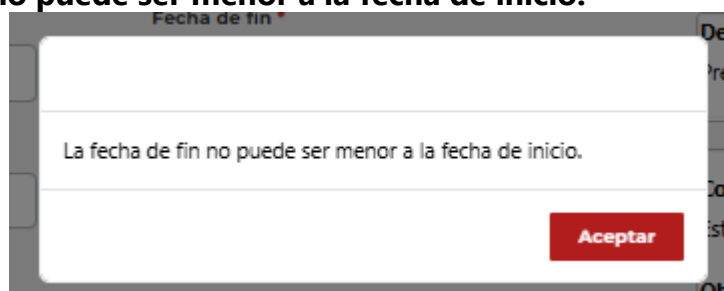 no puede ser menor a la fecha de inicio.
Fecha de fin *
La fecha de fin no puede ser menor a la fecha de inicio.
Aceptar